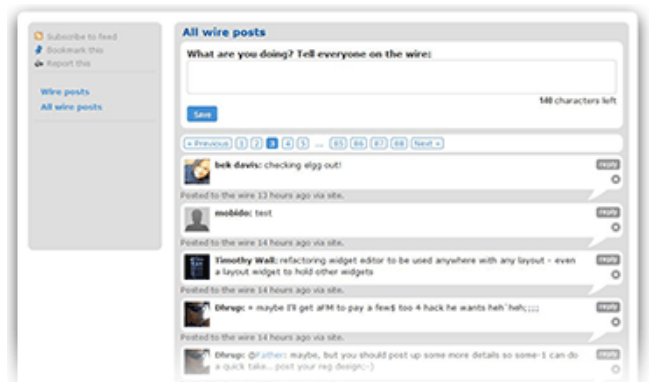 Subscribe to feed
Bookmark this
Report this
Wire posts
All wire posts
All wire posts
What are you doing? Tell everyone on the wire:
140 characters left
Save
« Previous 1 2 3 4 5 ... 85 86 87 88 Next »
bek davis: checking elgg out!
reply
Posted to the wire 13 hours ago via site.
mobido: test
reply
Posted to the wire 14 hours ago via site.
Timothy Wall: refactoring widget editor to be used anywhere with any layout - even
a layout widget to hold other widgets
reply
Posted to the wire 14 hours ago via site.
Dhrup: = maybe I'll get aFM to pay a few$ too 4 hack he wants heh`heh;;;;
reply
Posted to the wire 14 hours ago via site.
Dhrup: @Father: maybe, but you should post up some more details so some-1 can do
a quick take... post your reg design;-)
reply